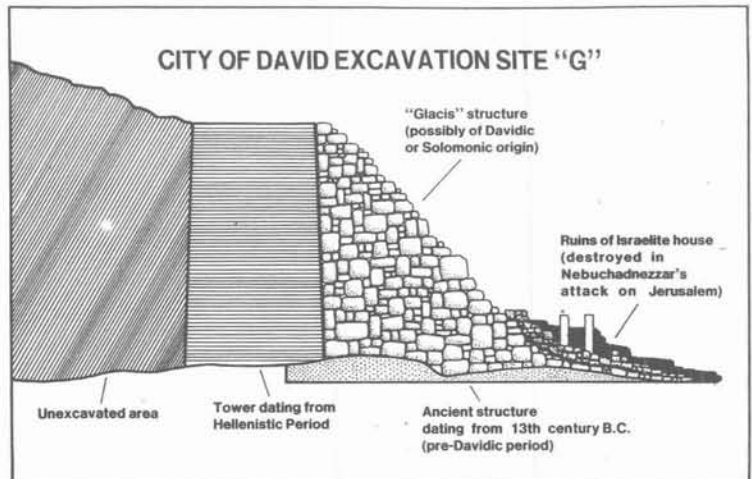 CITY OF DAVID EXCAVATION SITE “G”
“Glacis” structure
(possibly of Davidic
or Solomonic origin)
Ruins of Israelite house
(destroyed in
Nebuchadnezzar’s
attack on Jerusalem)
Unexcavated area
Tower dating from
Hellenistic Period
Ancient structure
dating from 13th century B.C.
(pre-Davidic period)